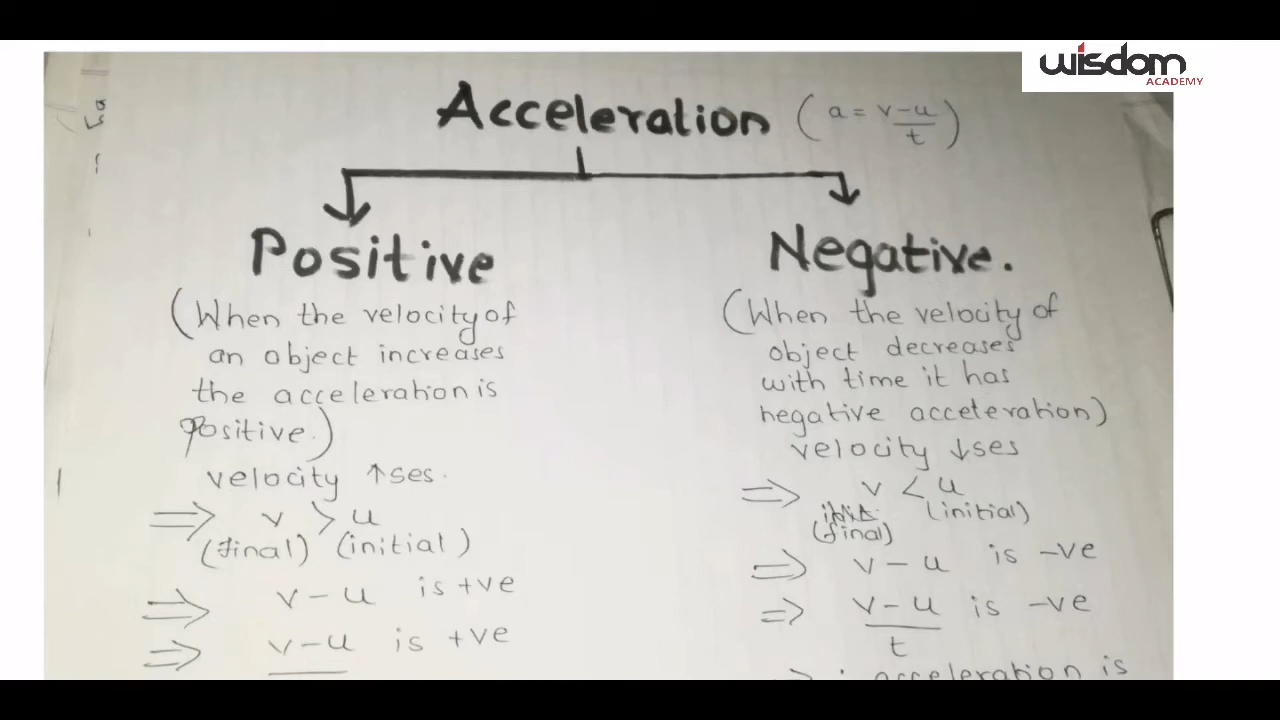 wisdom
ACADEMY
Acceleration (a = v-u/t)
Positive
(When the velocity of
an object increases
the acceleration is
positive.)
velocity ↑ses.
⇒ v > u
(final) (initial)
⇒ v - u is +ve
⇒ v - u is +ve
Negative.
(When the velocity of
object decreases
with time it has
negative acceteration)
velocity ↓ses
⇒ v < u
(final) (initial)
⇒ v - u is -ve
⇒ v - u/t is -ve
acceleration is